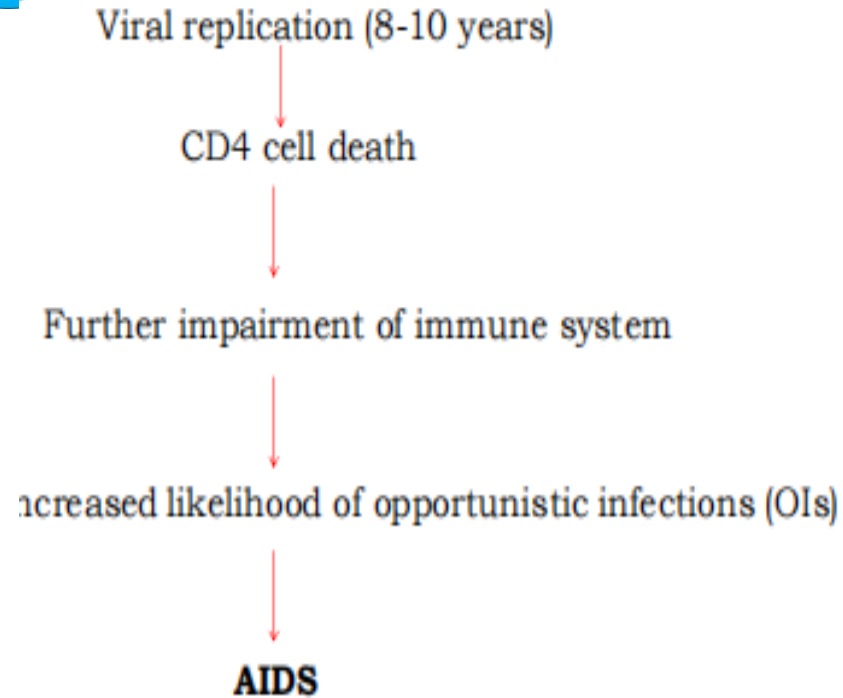 Viral replication (8-10 years)
CD4 cell death
Further impairment of immune system
ncreased likelihood of opportunistic infections (OIs)
AIDS